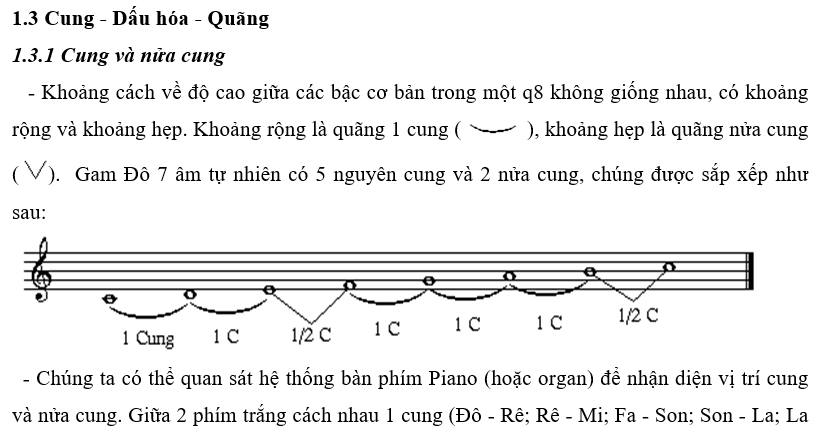 1.3 Cung - Dấu hóa - Quãng
1.3.1 Cung và nửa cung
- Khoảng cách về độ cao giữa các bậc cơ bản trong một q8 không giống nhau, có khoảng
rộng và khoảng hẹp. Khoảng rộng là quãng 1 cung ( ), khoảng hẹp là quãng nửa cung
( ). Gam Đô 7 âm tự nhiên có 5 nguyên cung và 2 nửa cung, chúng được sắp xếp như
sau:
1 Cung 1 C 1/2 C 1 C 1 C 1 C 1/2 C
- Chúng ta có thể quan sát hệ thống bàn phím Piano (hoặc organ) để nhận diện vị trí cung
và nửa cung. Giữa 2 phím trắng cách nhau 1 cung (Đô - Rê; Rê - Mi; Fa - Son; Son - La; La